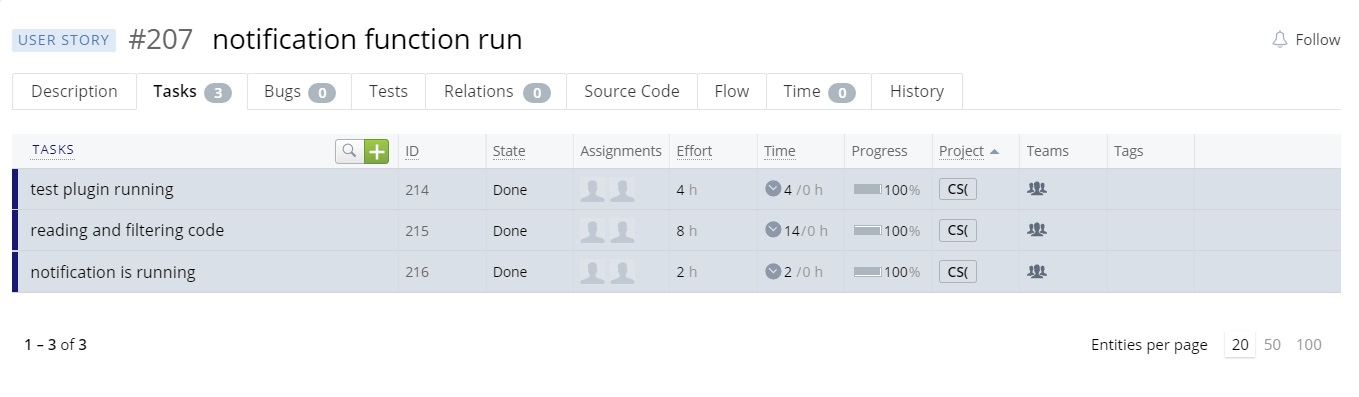 USER STORY #207 notification function run Follow
Description Tasks 3 Bugs 0 Tests Relations 0 Source Code Flow Time 0 History
TASKS ID State Assignments Effort Time Progress Project Teams Tags
test plugin running 214 Done 4 h 4 /0 h 100% CS(
reading and filtering code 215 Done 8 h 14/0 h 100% CS(
notification is running 216 Done 2 h 2 /0 h 100% CS(
1 – 3 of 3 Entities per page 20 50 100